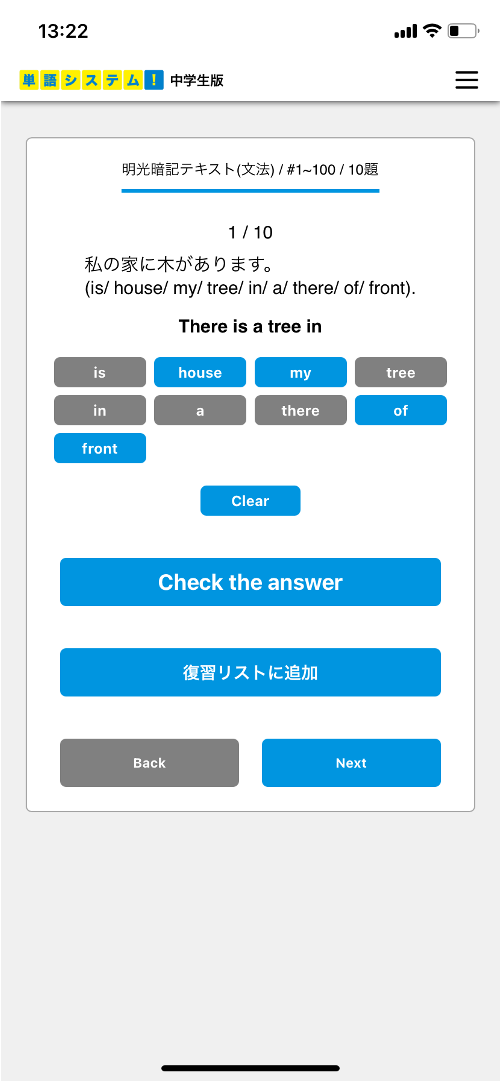 13:22
単語システム! 中学生版
明光暗記テキスト(文法) / #1~100 / 10題
1 / 10
私の家に木があります。
(is/ house/ my/ tree/ in/ a/ there/ of/ front).
There is a tree in
is house my tree
in a there of
front
Clear
Check the answer
復習リストに追加
Back Next